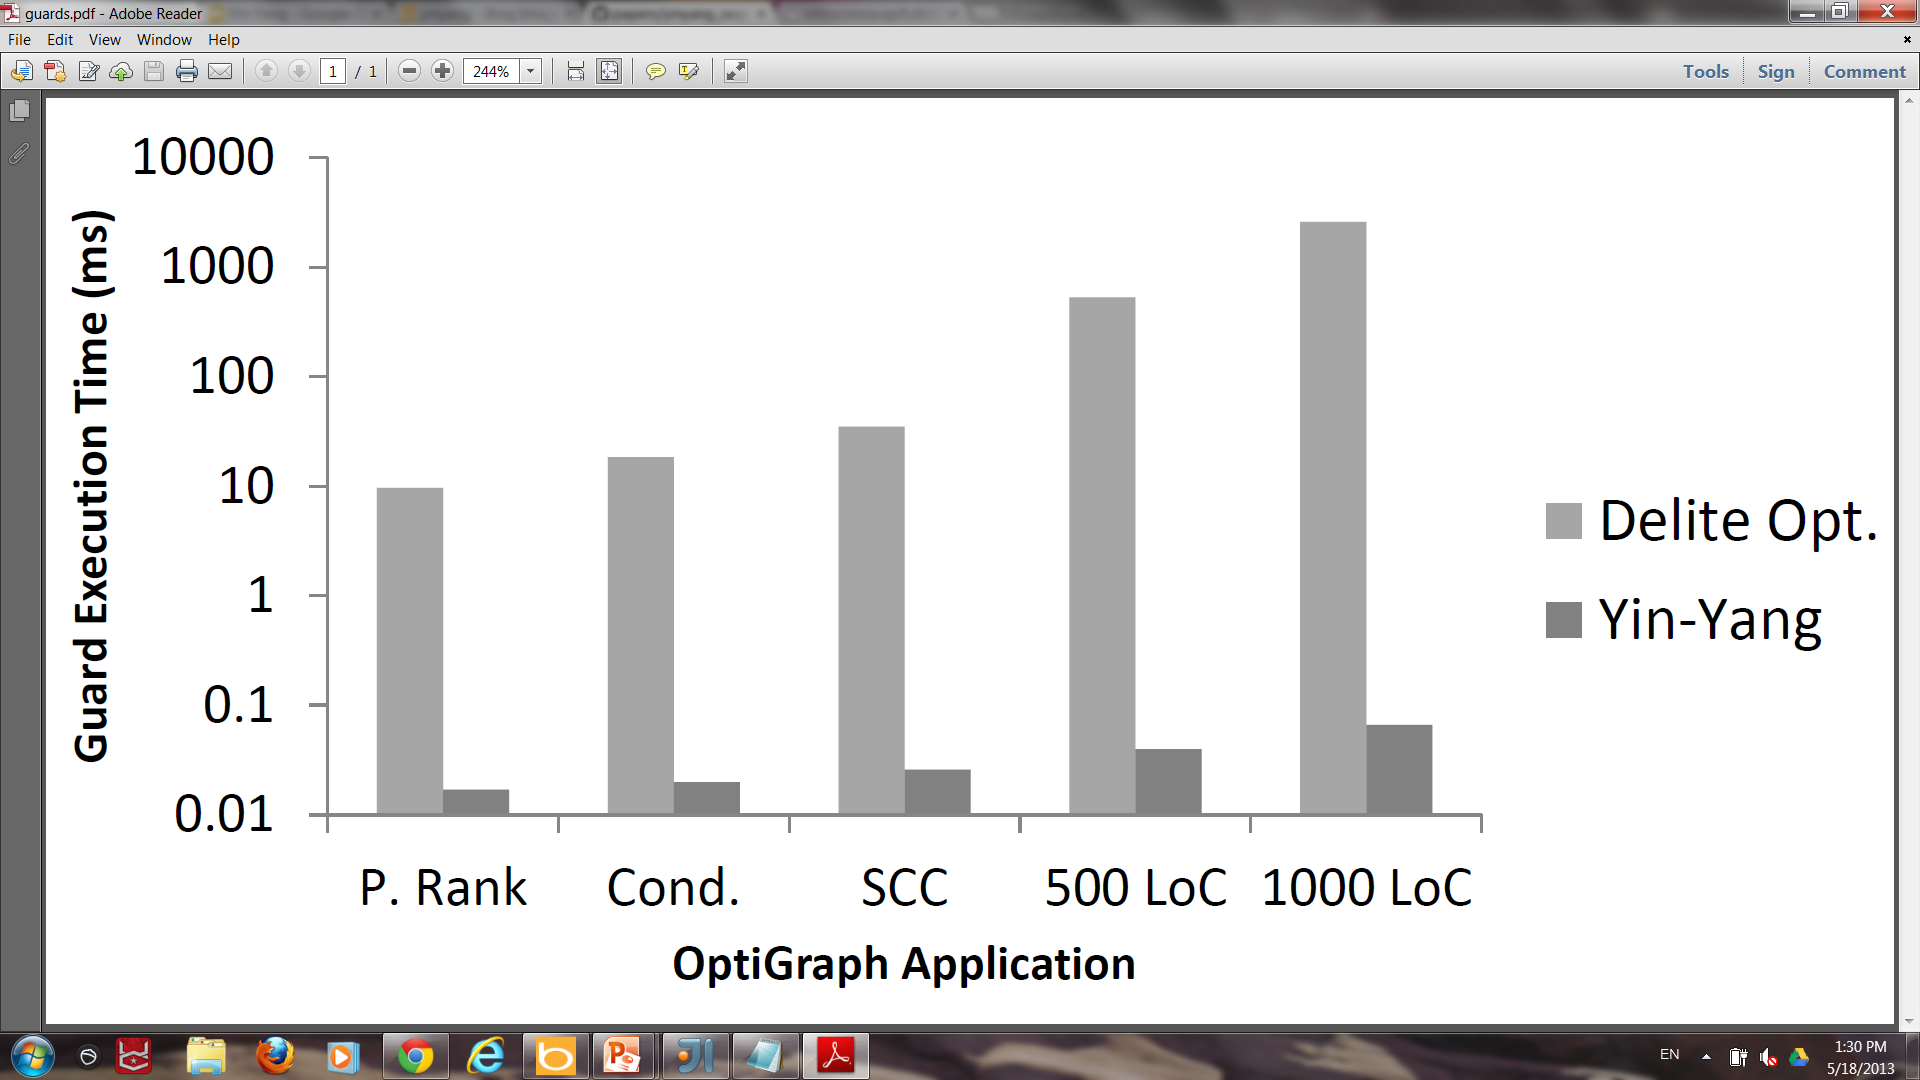 guards.pdf - Adobe Reader
File Edit View Window Help
1 / 1 244% Tools Sign Comment
10000
1000
100
10
1
0.1
0.01
Guard Execution Time (ms)
P. Rank Cond. SCC 500 LoC 1000 LoC
OptiGraph Application
Delite Opt.
Yin-Yang
EN
1:30 PM
5/18/2013